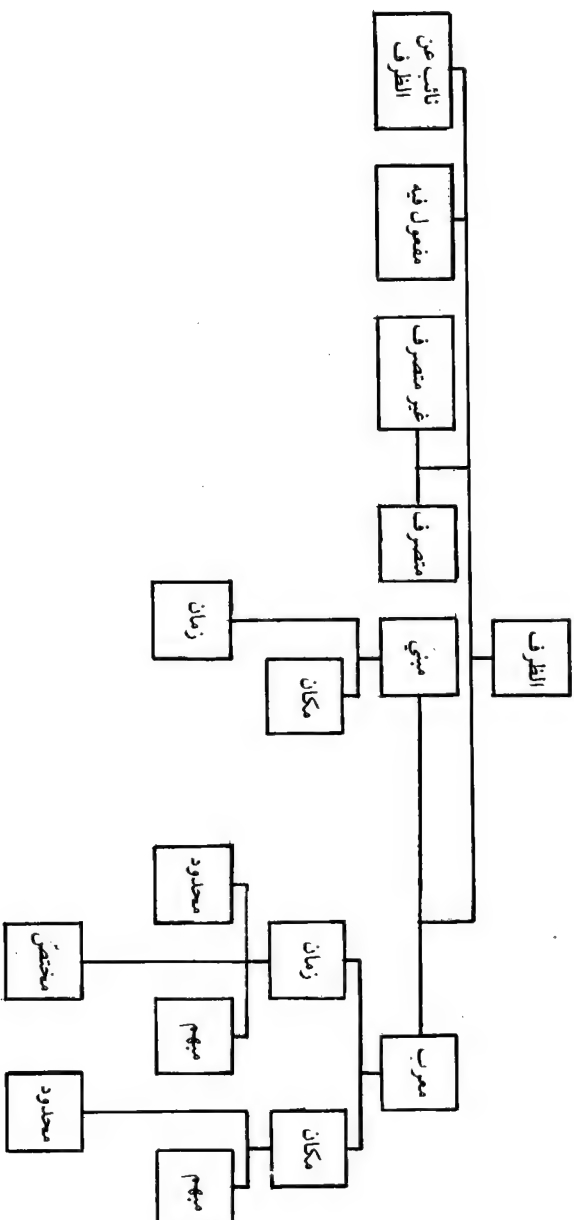 الظرف
معرب
مبني
متصرف
غير متصرف
مفعول فيه
نائب عن
الظرف
مكان
زمان
مكان
زمان
مبهم
محدود
مبهم
محدود
مختصّ